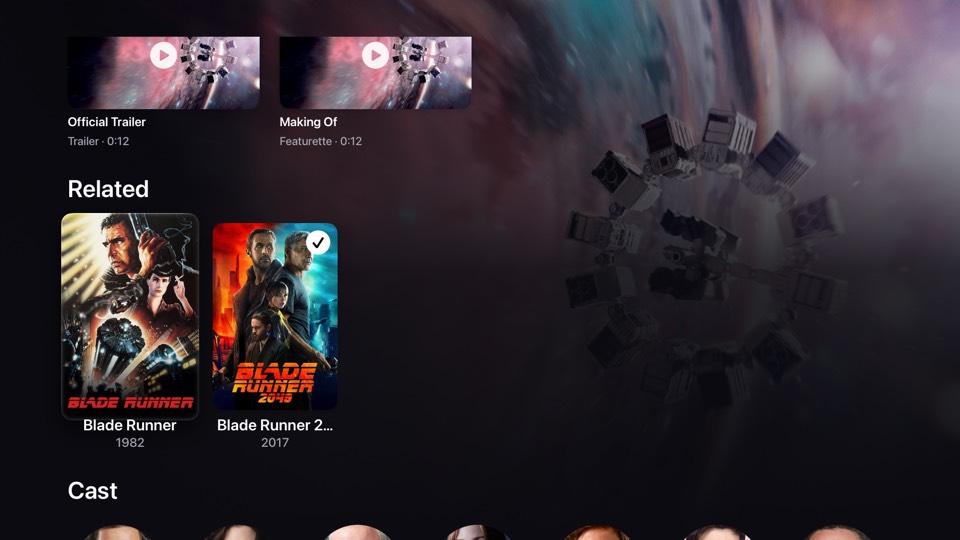 Official Trailer
Trailer · 0:12
Making Of
Featurette · 0:12
Related
BLADE RUNNER
Blade Runner
1982
BLADE
RUNNER
2049
Blade Runner 2...
2017
Cast